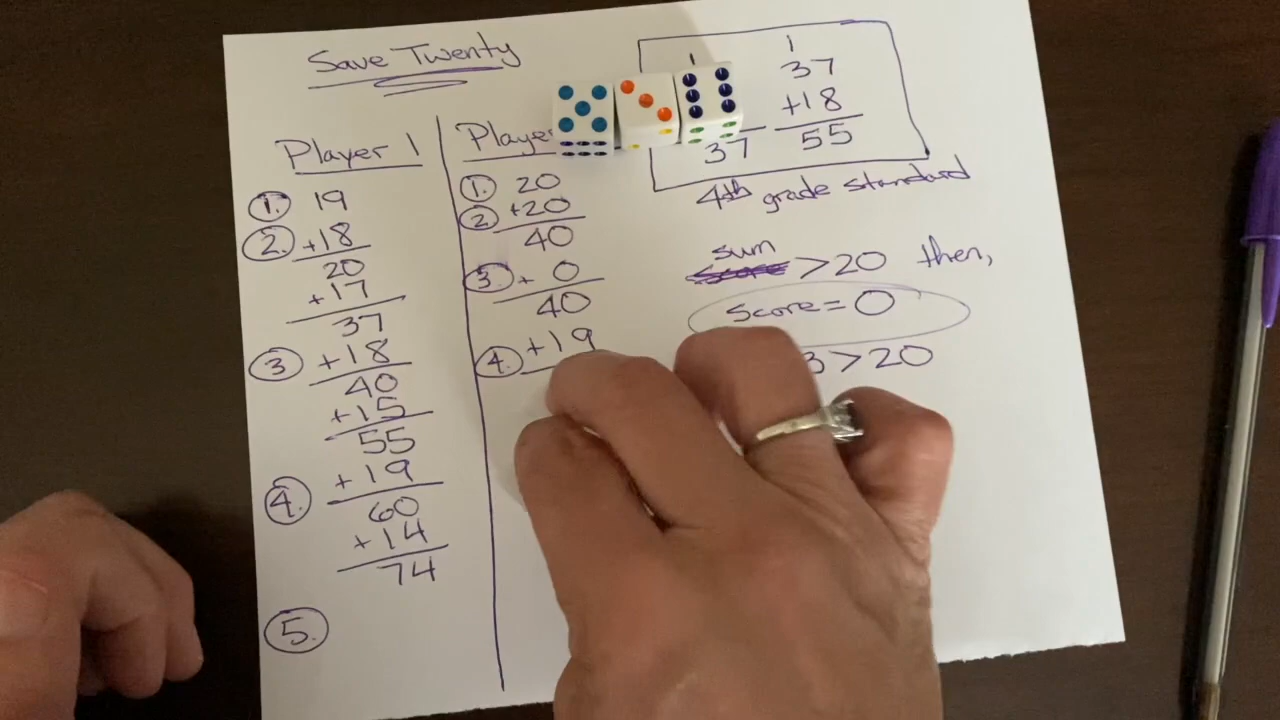 Save Twenty
Player 1
1. 19
2. +18
20
+17
37
3 +18
40
+15
55
4. +19
60
+14
74
5.
Player
1. 20
2 +20
40
3. + 0
40
4. +19
1
37
1
37
+18
55
4th grade standard
sum
>20 then,
Score = 0
3 > 20